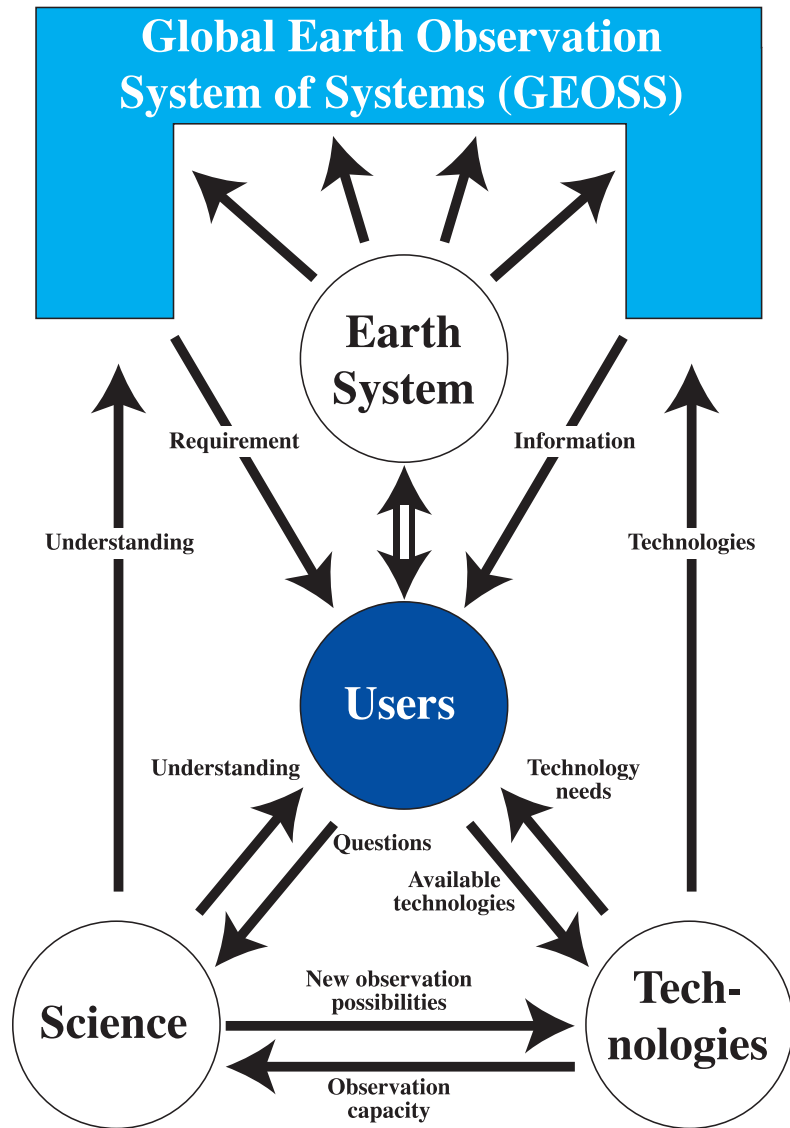 Global Earth Observation
System of Systems (GEOSS)
Earth
System
Requirement
Information
Understanding
Technologies
Users
Understanding
Technology
needs
Questions
Available
technologies
New observation
possibilities
Science
Tech-
nologies
Observation
capacity